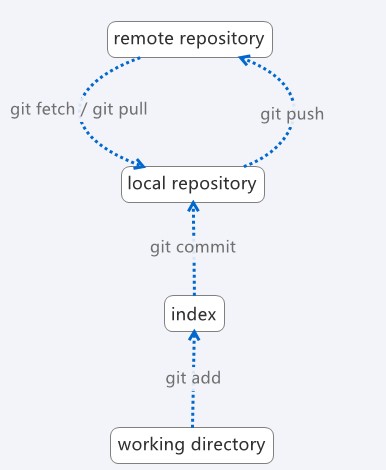 remote repository
git fetch / git pull
git push
local repository
git commit
index
git add
working directory